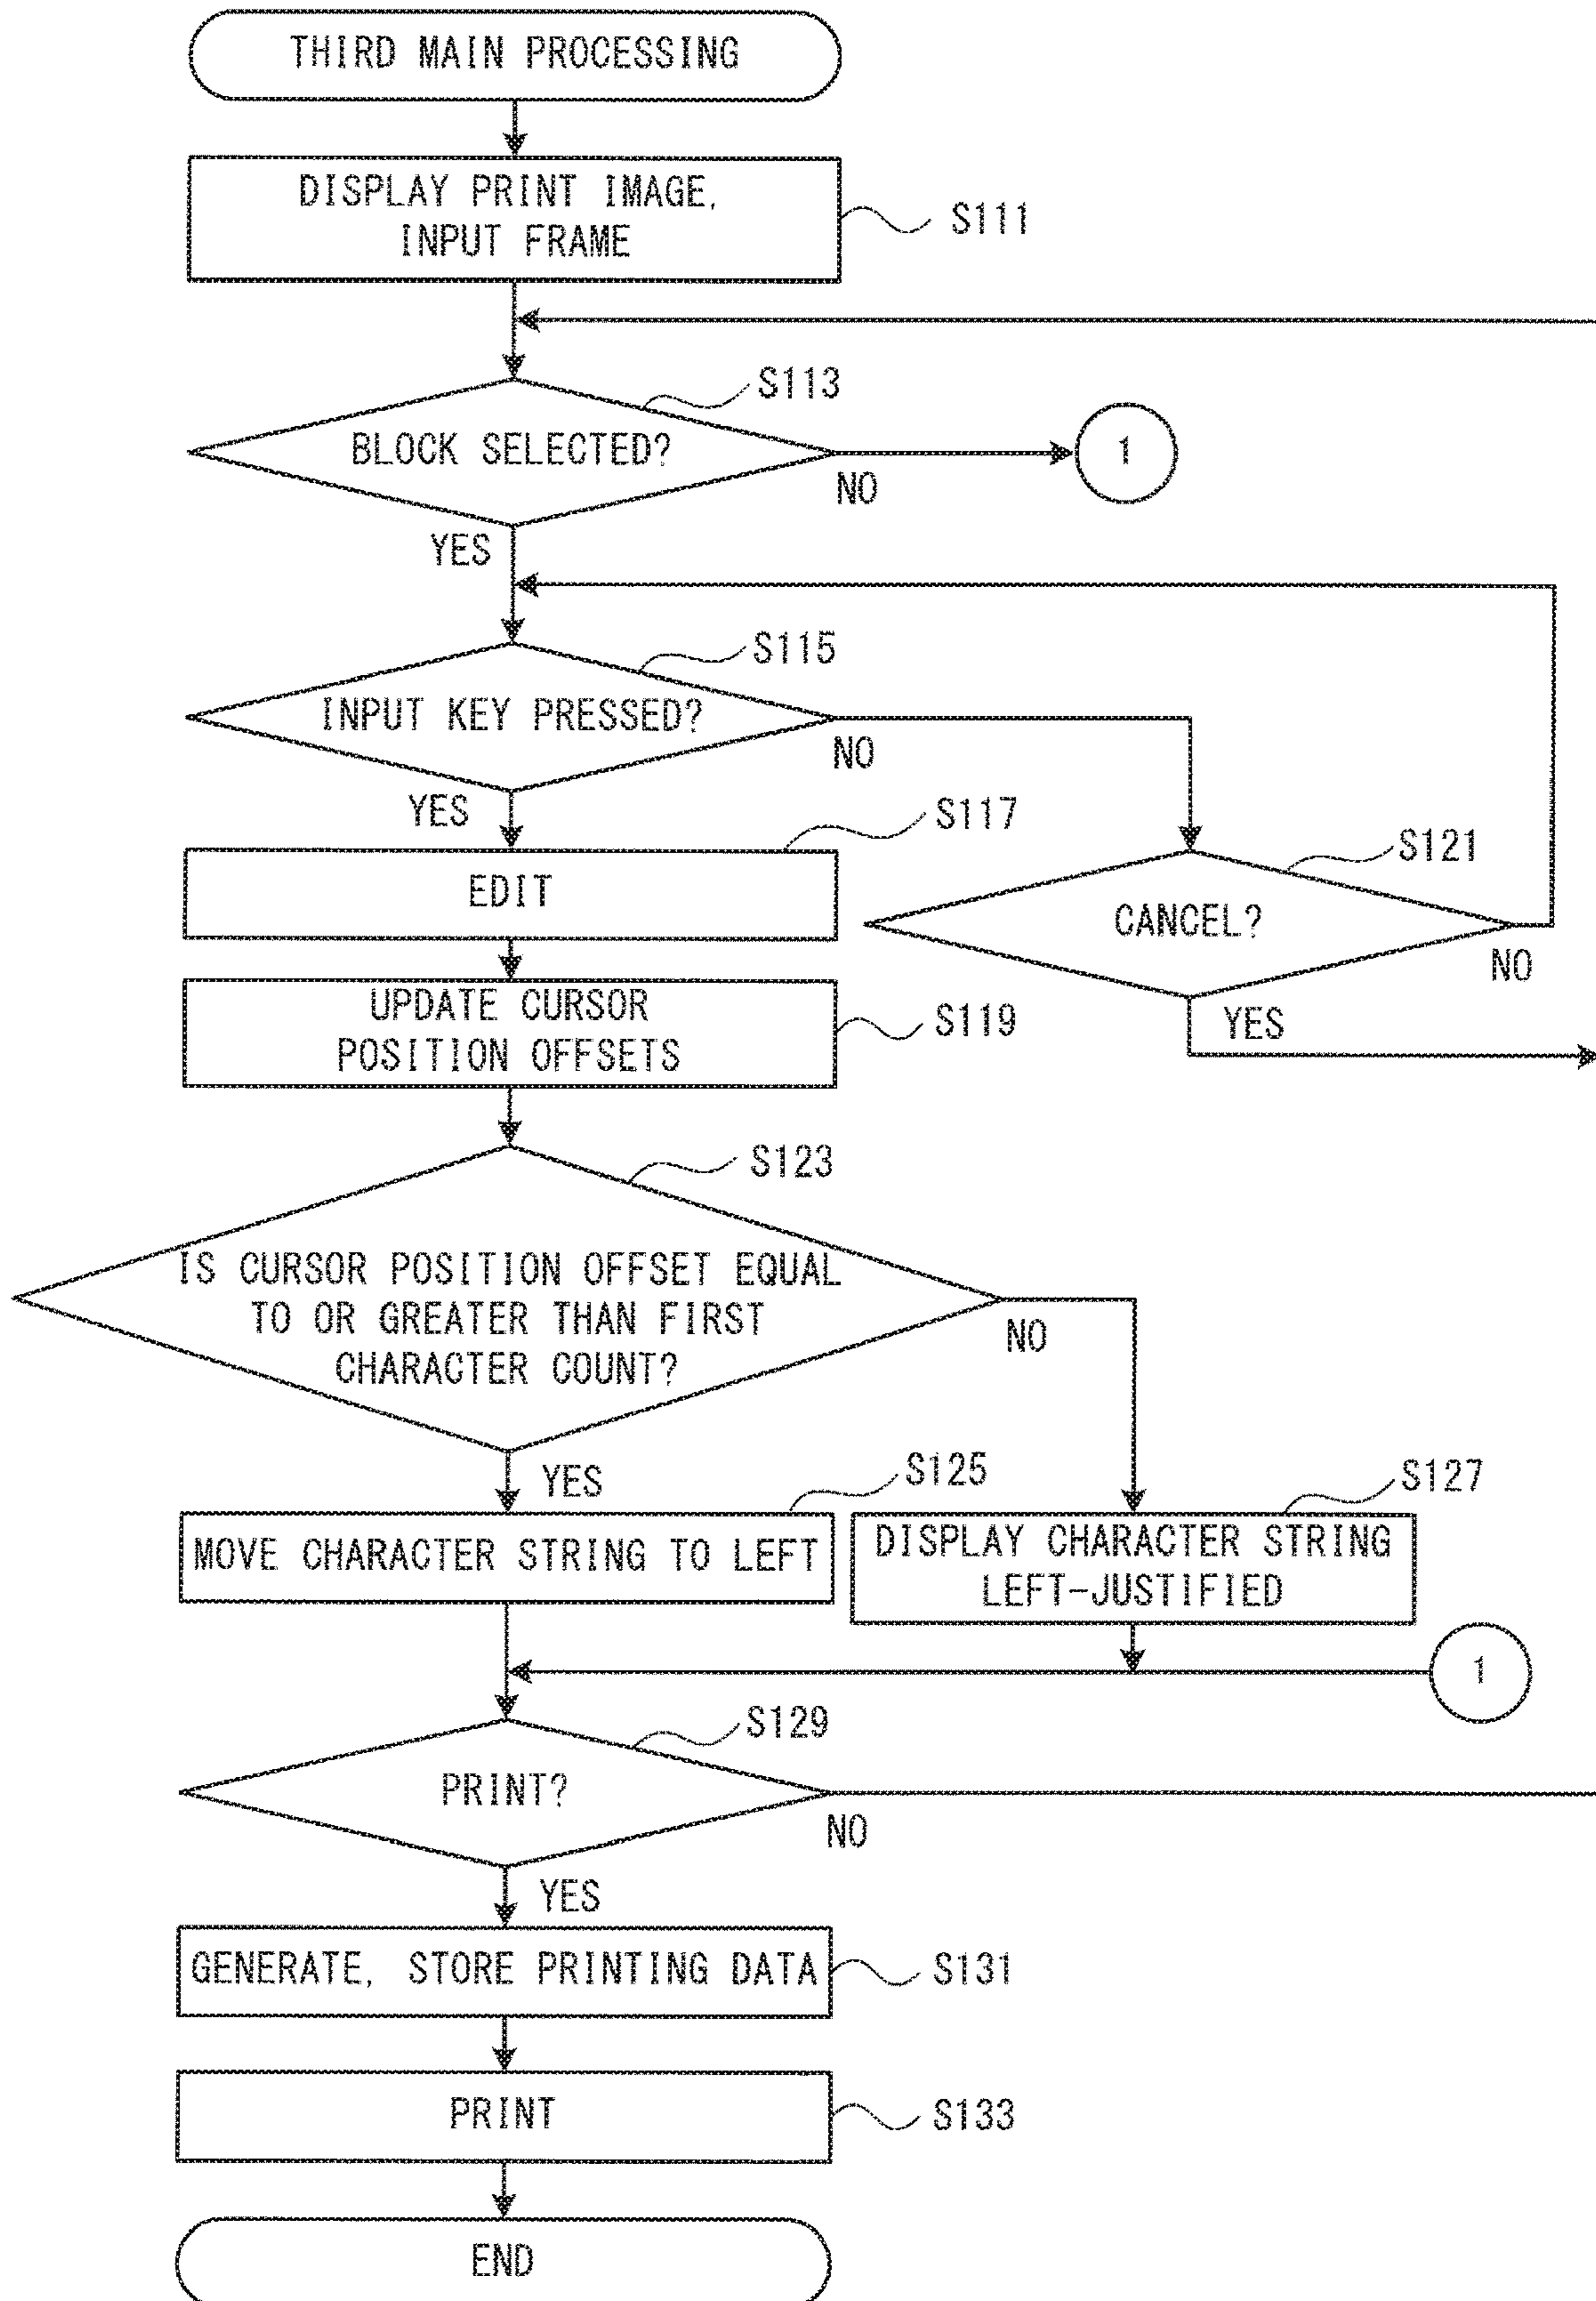 THIRD MAIN PROCESSING
DISPLAY PRINT IMAGE,
INPUT FRAME
S111
S113
BLOCK SELECTED?
1
NO
YES
S115
INPUT KEY PRESSED?
NO
YES
S117
EDIT
S121
CANCEL?
NO
YES
UPDATE CURSOR
POSITION OFFSETS
S119
S123
IS CURSOR POSITION OFFSET EQUAL
TO OR GREATER THAN FIRST
CHARACTER COUNT?
NO
YES
S125
S127
MOVE CHARACTER STRING TO LEFT
DISPLAY CHARACTER STRING
LEFT-JUSTIFIED
1
S129
PRINT?
NO
YES
GENERATE, STORE PRINTING DATA
S131
PRINT
S133
END